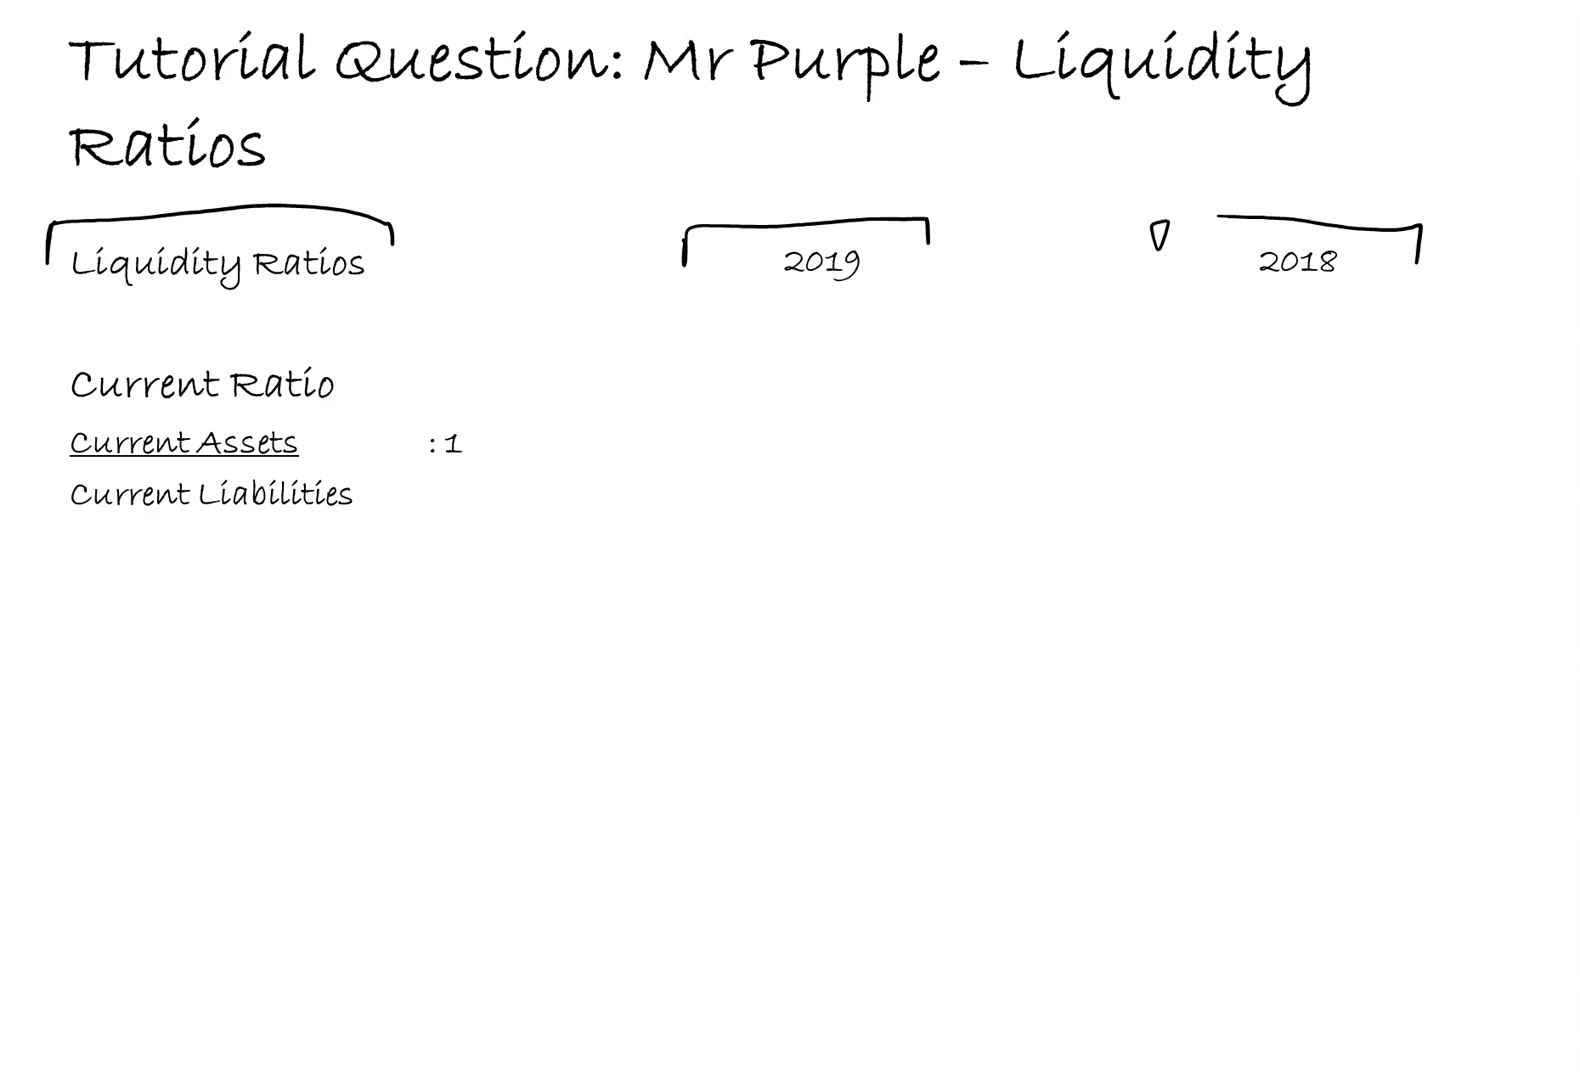 Tutorial Question: Mr Purple – Liquidity
Ratios
Liquidity Ratios 2019 2018
Current Ratio
Current Assets : 1
Current Liabilities